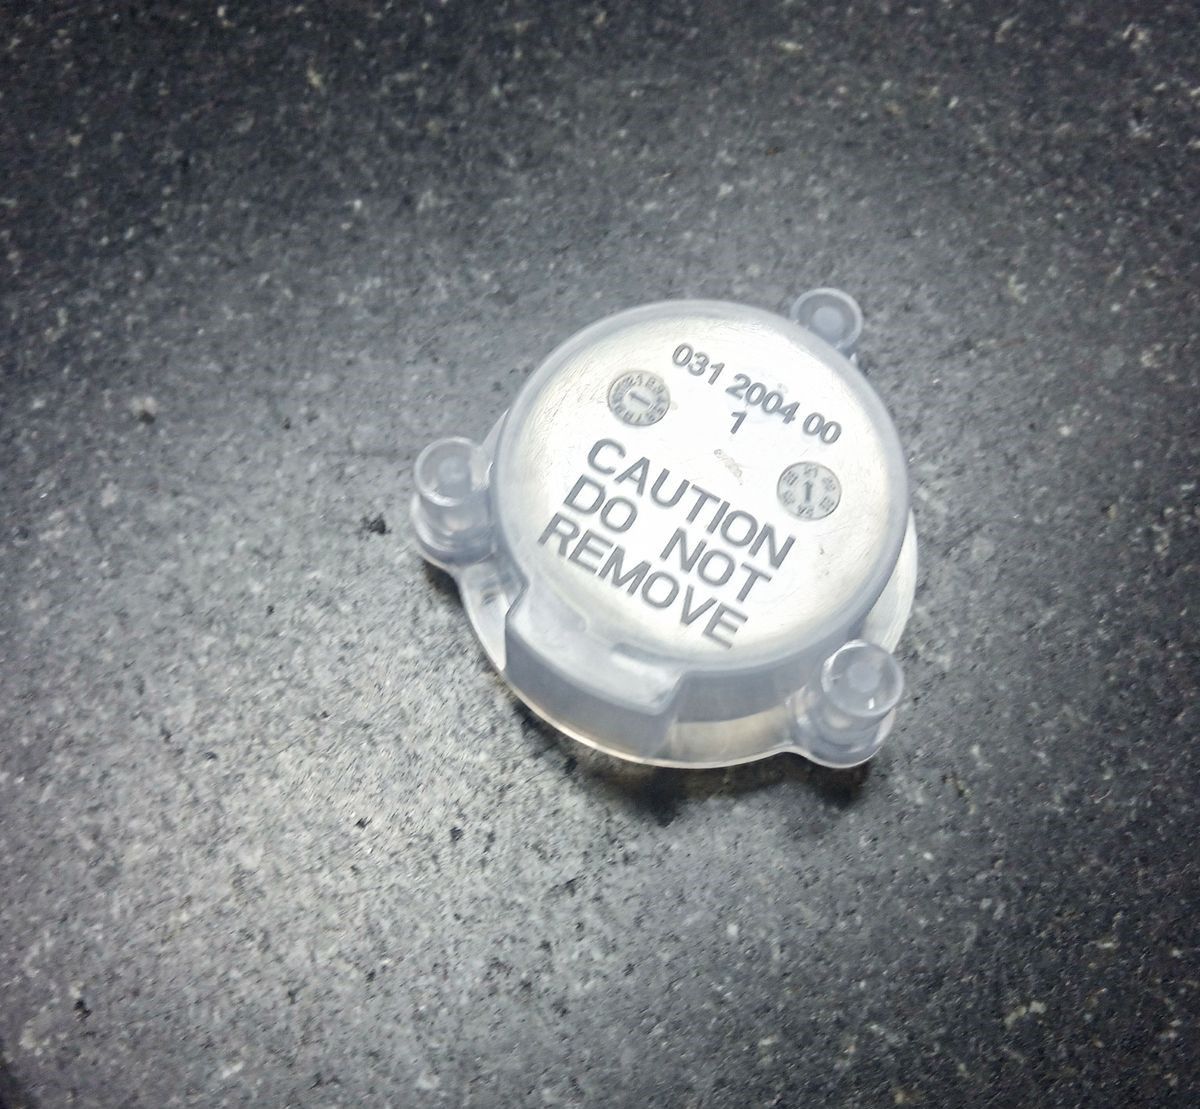 031 2004 00
1
CAUTION
DO NOT
REMOVE